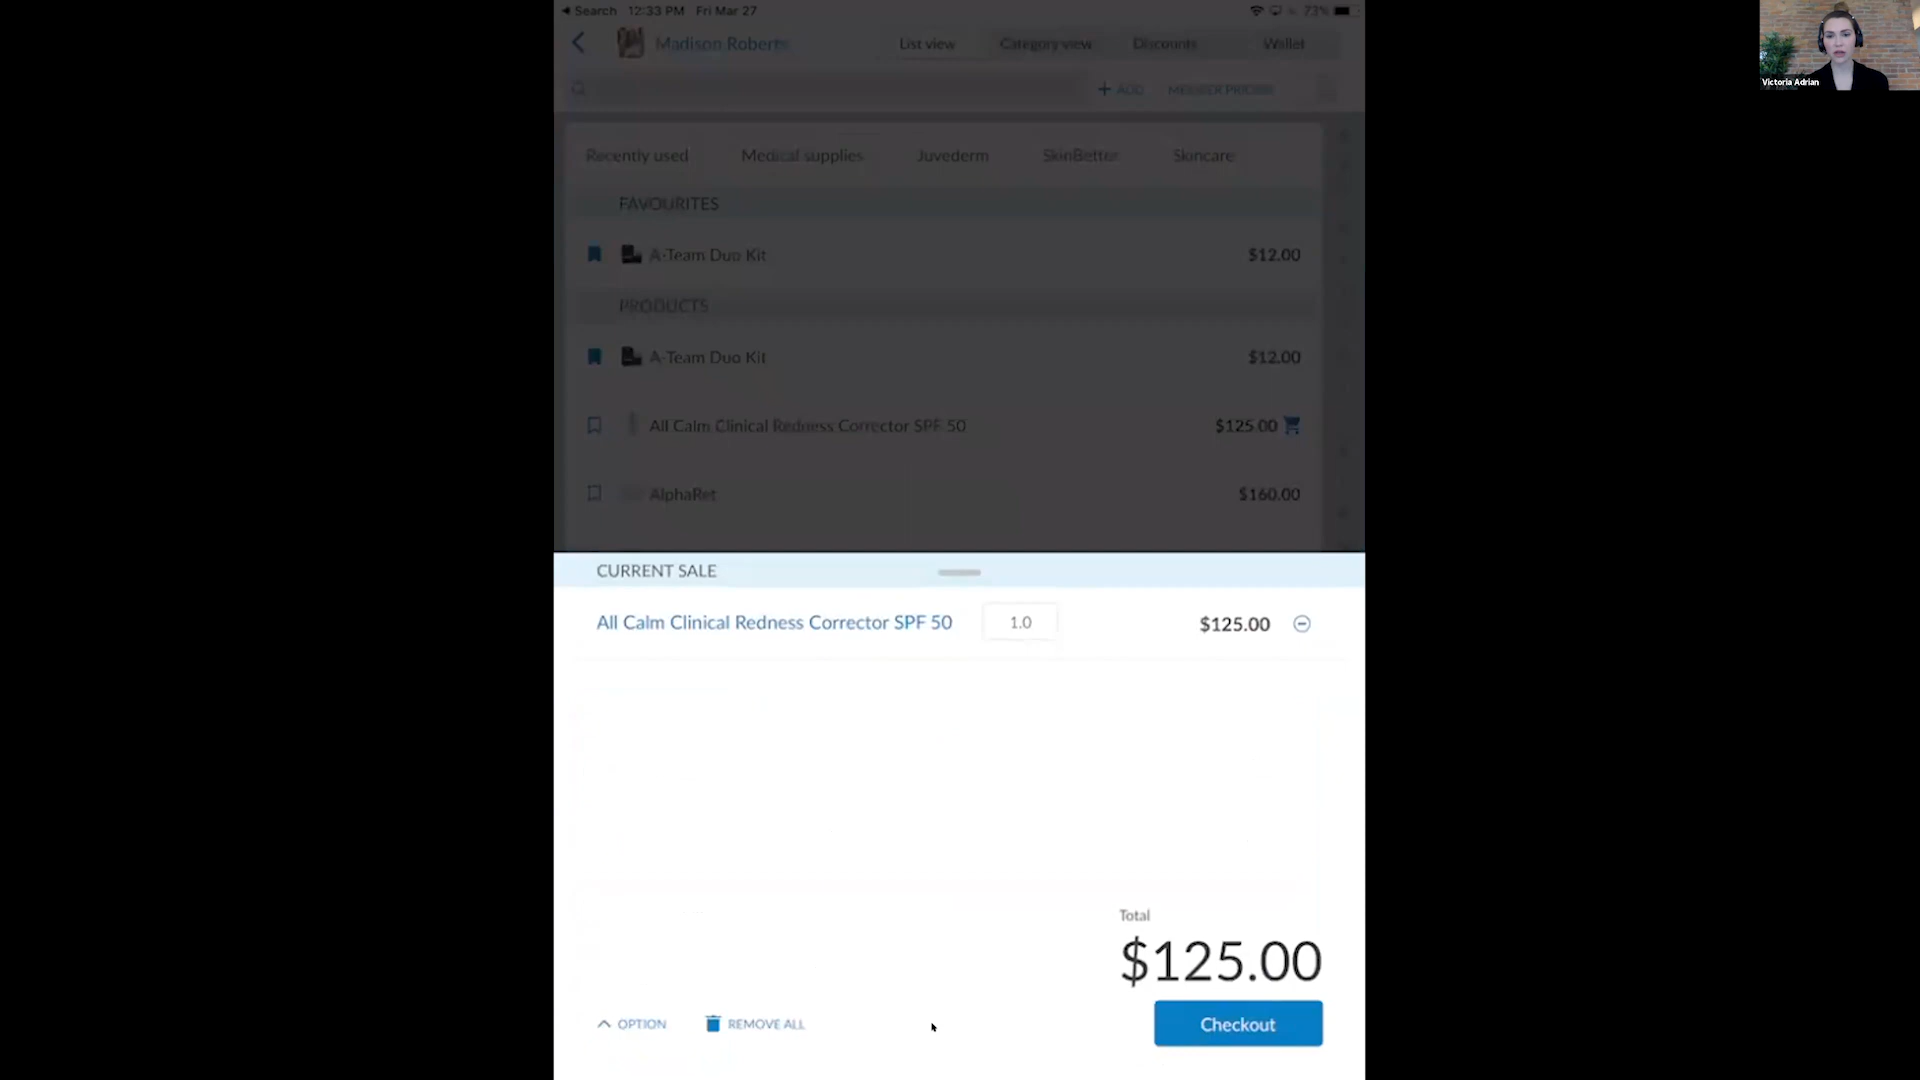 Search 12:33 PM Fri Mar 27 73%
Madison Roberts List view Category view Discounts Wallet
+ ADD MEMBER PRICING
Recently used Medical supplies Juvederm SkinBetter Skincare
FAVOURITES
A-Team Duo Kit $12.00
PRODUCTS
A-Team Duo Kit $12.00
All Calm Clinical Redness Corrector SPF 50 $125.00
AlphaRet $160.00
CURRENT SALE
All Calm Clinical Redness Corrector SPF 50 1.0 $125.00
Total
$125.00
OPTION REMOVE ALL Checkout
Victoria Adrian